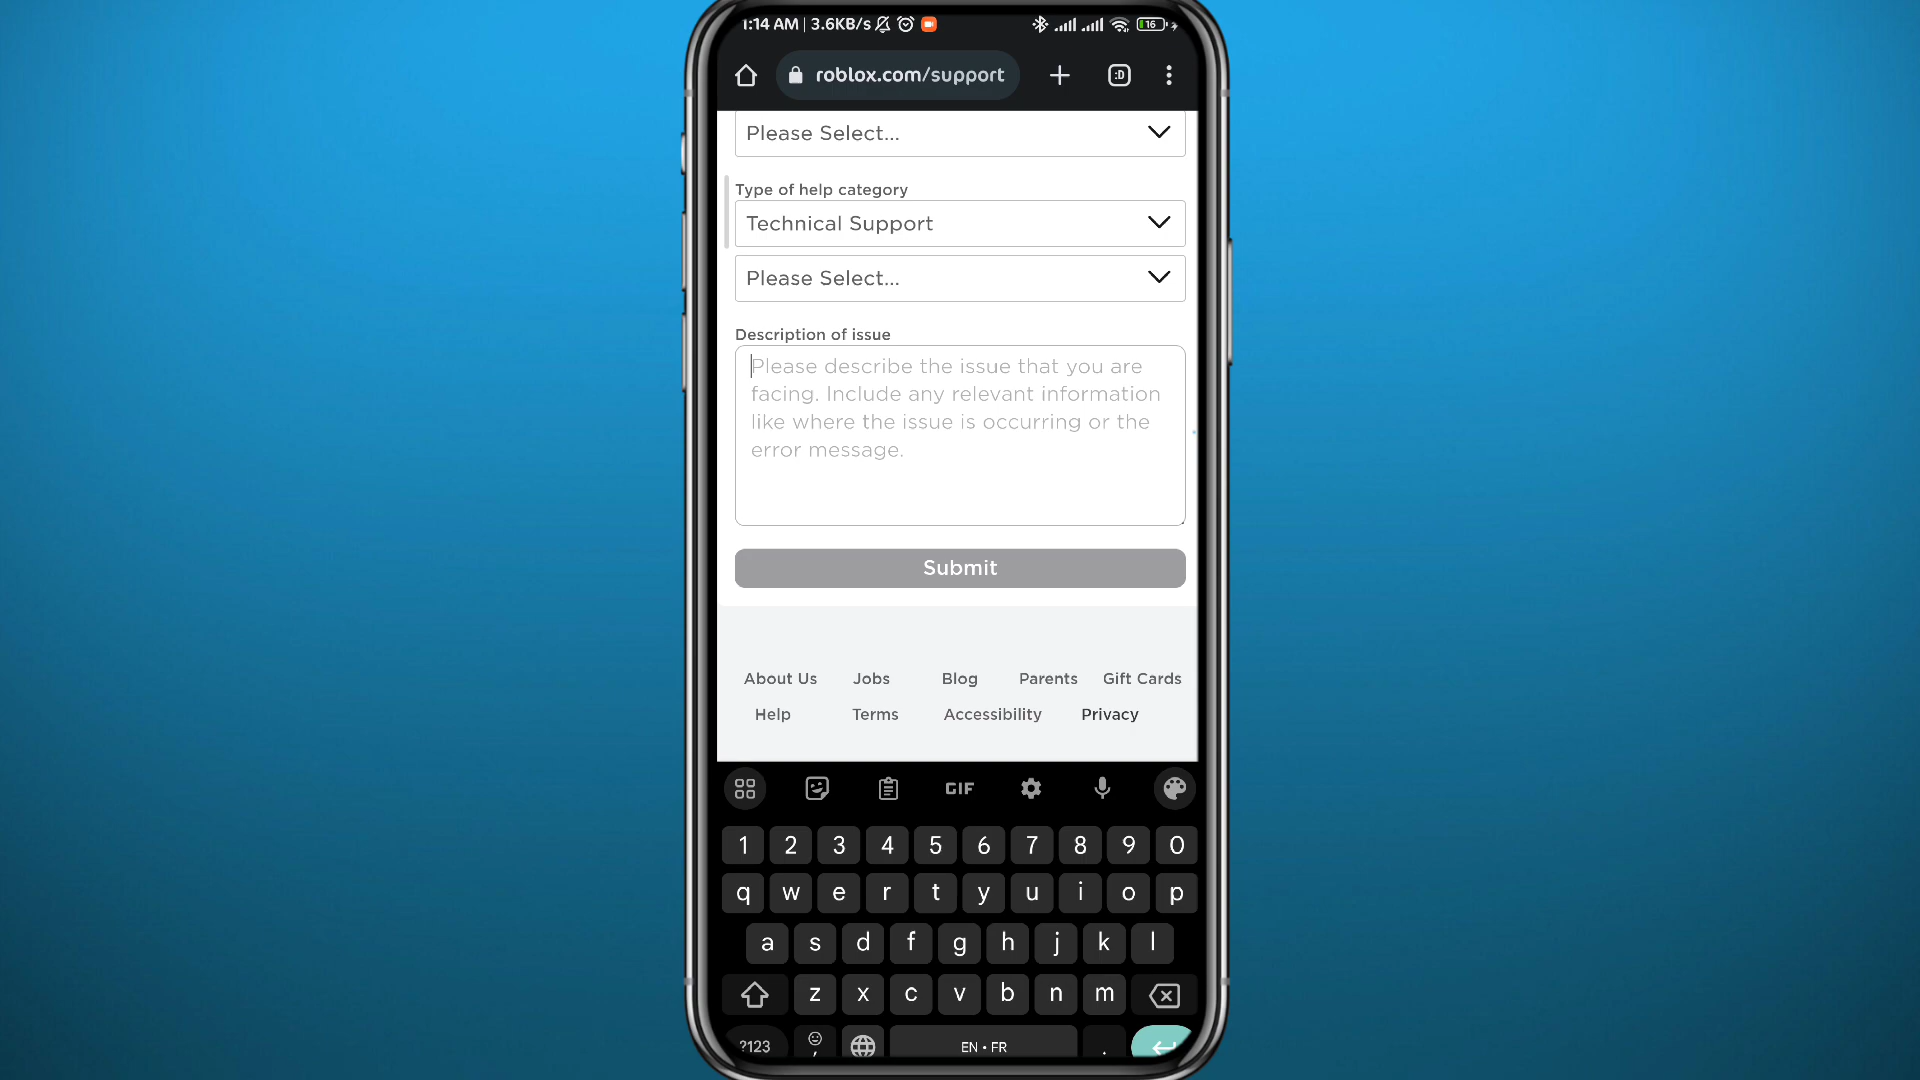 1:14 AM | 3.6KB/s
16
roblox.com/support
:D
Please Select...
Type of help category
Technical Support
Please Select...
Description of issue
Please describe the issue that you are
facing. Include any relevant information
like where the issue is occurring or the
error message.
Submit
About Us Jobs Blog Parents Gift Cards
Help Terms Accessibility Privacy
GIF
1 2 3 4 5 6 7 8 9 0
q w e r t y u i o p
a s d f g h j k l
z x c v b n m
?123 , EN • FR .